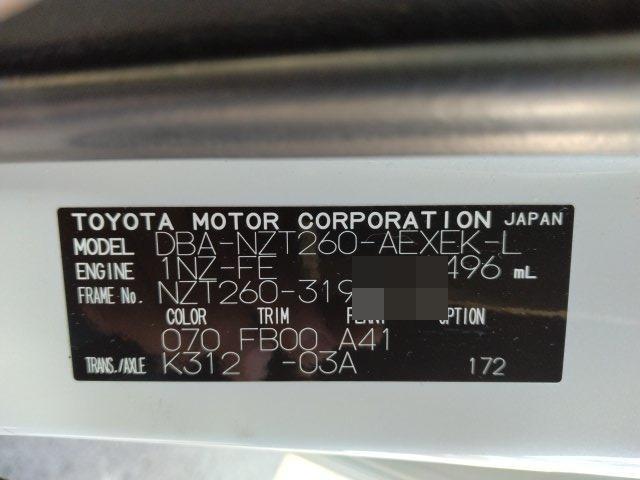 TOYOTA MOTOR CORPORATION JAPAN
MODEL DBA-NZT260-AEXEK-L
ENGINE 1NZ-FE 496 mL
FRAME No. NZT260-319
COLOR TRIM OPTION
070 FB00 A41
TRANS./AXLE K312 -03A 172